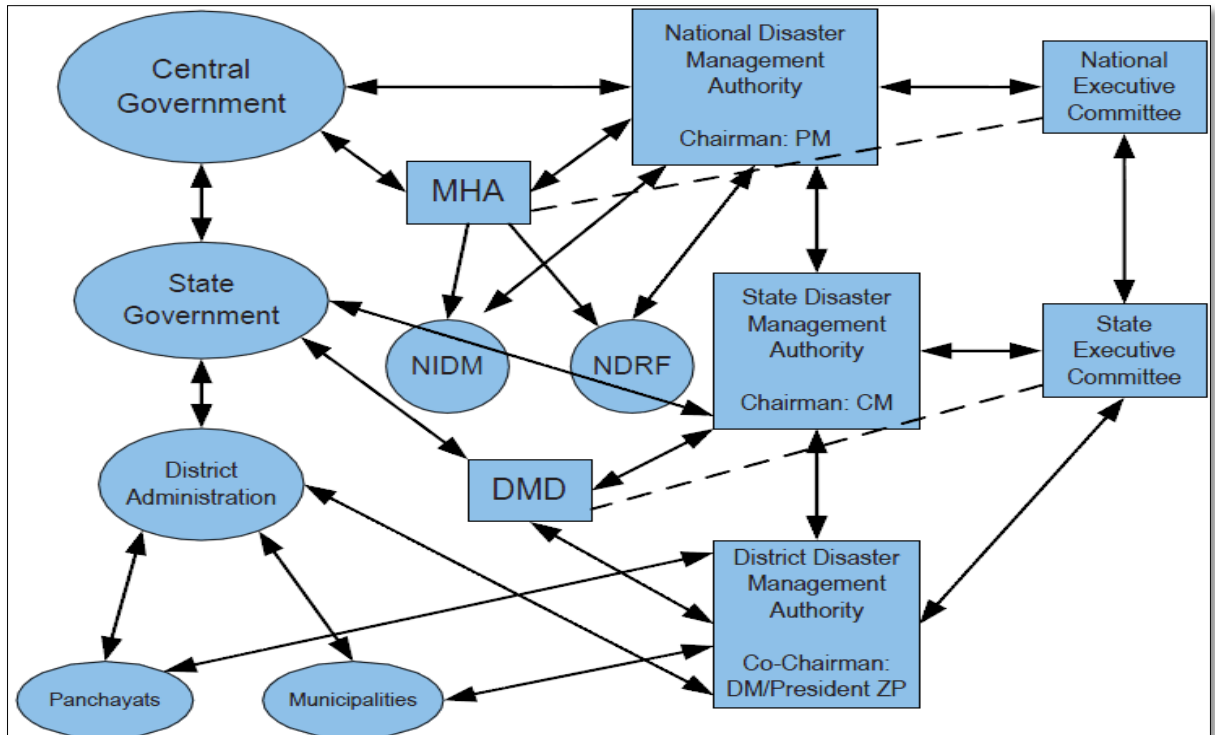 Central
Government
National Disaster
Management
Authority
Chairman: PM
National
Executive
Committee
MHA
State
Government
NIDM
NDRF
State Disaster
Management
Authority
Chairman: CM
State
Executive
Committee
District
Administration
DMD
District Disaster
Management
Authority
Co-Chairman:
DM/President ZP
Panchayats
Municipalities